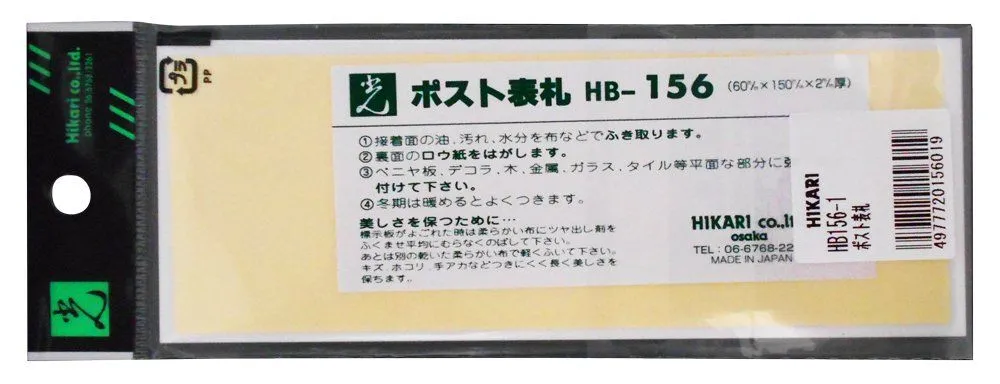 Hikari co.,ltd.
プラ
PP
光
ポスト表札 HB-156 (60㎜×150㎜×2㎜厚)
①接着面の油、汚れ、水分を布などでふき取ります。
②裏面のロウ紙をはがします。
③ベニヤ板、デコラ、木、金属、ガラス、タイル等平面な部分に
付けて下さい。
④冬期は暖めるとよくつきます。
美しさを保つために…
標示板がよごれた時は柔らかい布にツヤ出し剤を
ふくませ平均にむらなくのばして下さい。
あとは別の乾いた柔らかい布で軽くふいて下さい。
キズ、ホコリ、手アカなどつきにくく長く美しさを
保ちます。
HIKARI co.,lt
osaka
TEL:06-6768-22
MADE IN JAPAN
HIKARI
HB156-1
ポスト表札
4977720156019
光